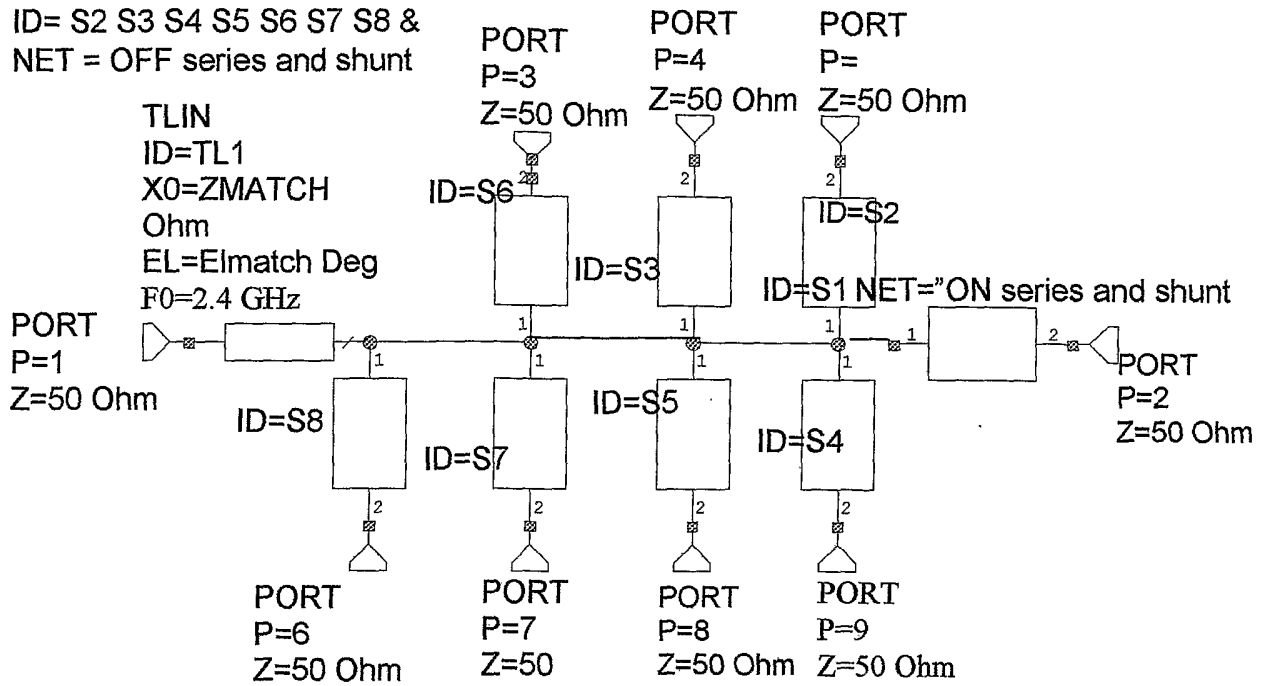 ID= S2 S3 S4 S5 S6 S7 S8 &
NET = OFF series and shunt
TLIN
ID=TL1
X0=ZMATCH
Ohm
EL=Elmatch Deg
F0=2.4 GHz
PORT
P=1
Z=50 Ohm
PORT
P=3
Z=50 Ohm
PORT
P=4
Z=50 Ohm
PORT
P=
Z=50 Ohm
2
2
2
ID=S6
ID=S3
ID=S2
ID=S1 NET="ON series and shunt
1
1
1
1
2
1
1
1
1
PORT
P=2
Z=50 Ohm
ID=S8
ID=S7
ID=S5
ID=S4
2
2
2
2
PORT
P=6
Z=50 Ohm
PORT
P=7
Z=50
PORT
P=8
Z=50 Ohm
PORT
P=9
Z=50 Ohm